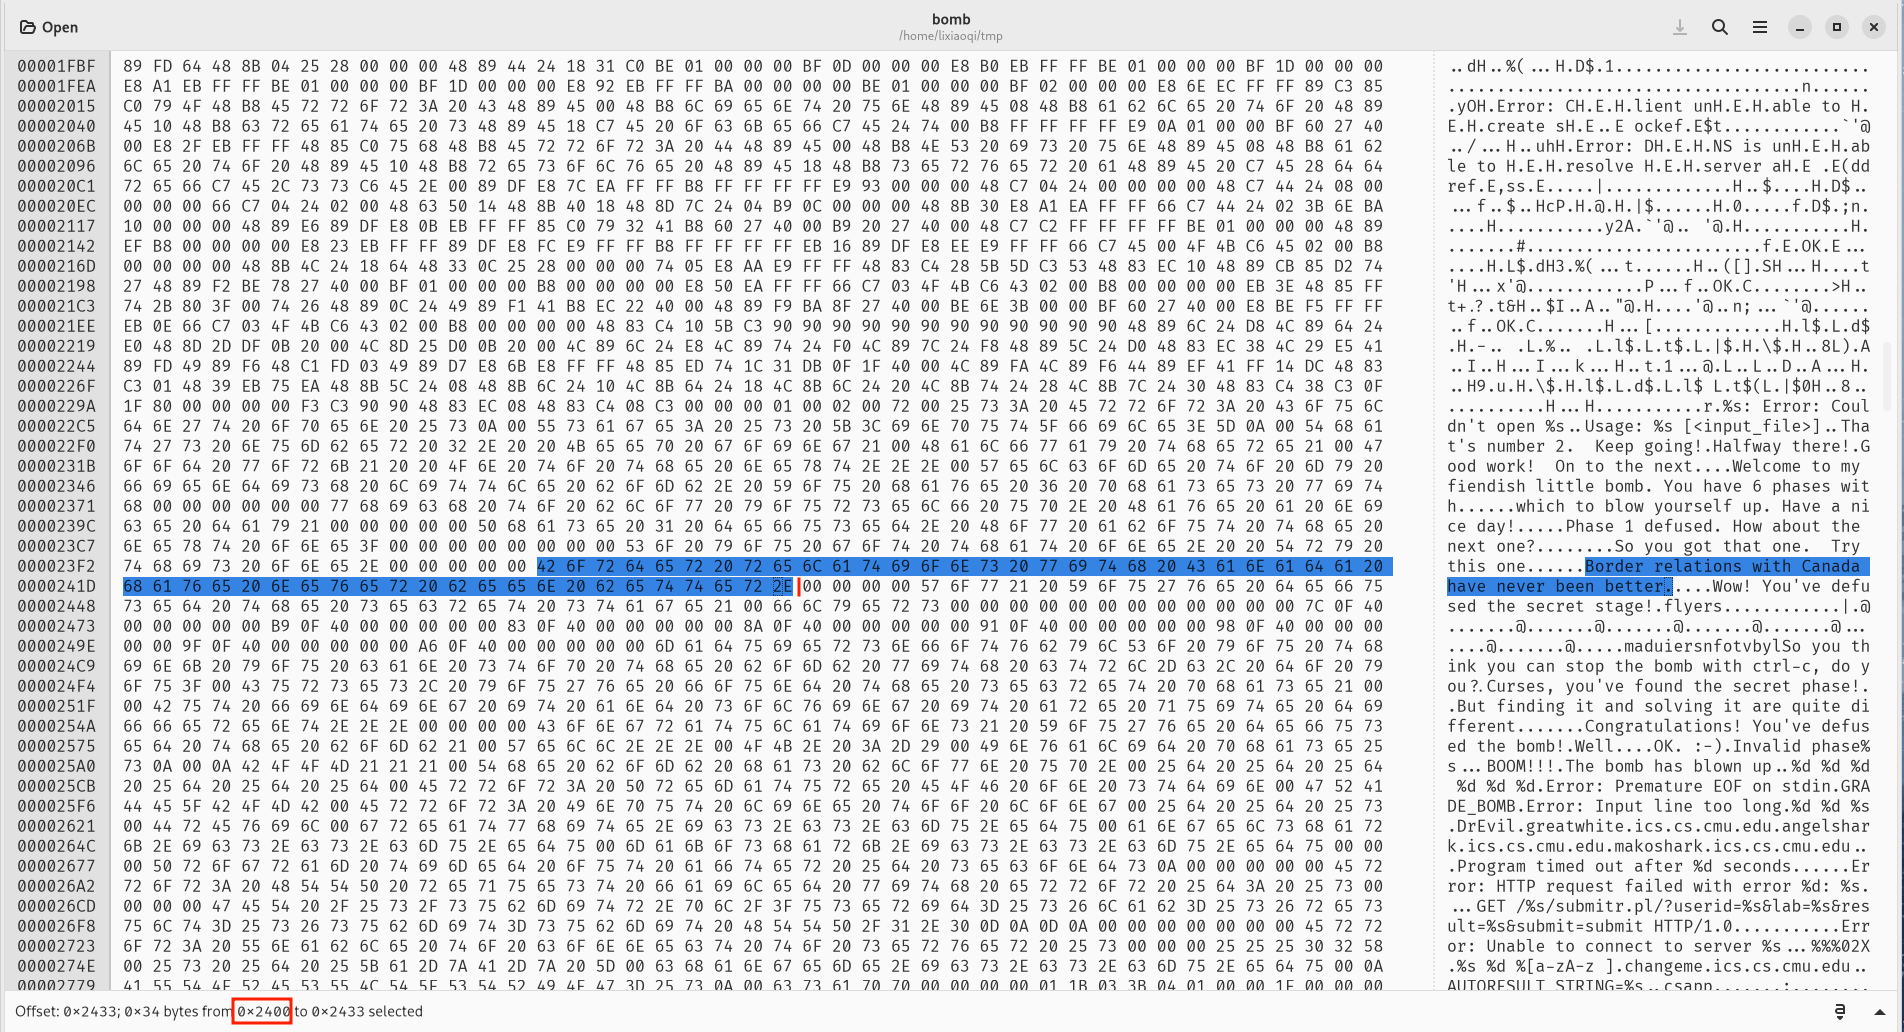 Open
bomb
/home/lixiaoqi/tmp
00001FBF 89 FD 64 48 8B 04 25 28 00 00 00 48 89 44 24 18 31 C0 BE 01 00 00 00 BF 0D 00 00 00 E8 B0 EB FF FF BE 01 00 00 00 BF 1D 00 00 00 ..dH..%(...H.D$.1..........................
00001FEA E8 A1 EB FF FF BE 01 00 00 00 BF 1D 00 00 00 E8 92 EB FF FF BA 00 00 00 00 BE 01 00 00 00 BF 02 00 00 00 E8 6E EC FF FF 89 C3 85 ....................................n......
00002015 C0 79 4F 48 B8 45 72 72 6F 72 3A 20 43 48 89 45 00 48 B8 6C 69 65 6E 74 20 75 6E 48 89 45 08 48 B8 61 62 6C 65 20 74 6F 20 48 89 .yOH.Error: CH.E.H.lient unH.E.H.able to H.
00002040 45 10 48 B8 63 72 65 61 74 65 20 73 48 89 45 18 C7 45 20 6F 63 6B 65 66 C7 45 24 74 00 B8 FF FF FF FF E9 0A 01 00 00 BF 60 27 40 E.H.create sH.E..E ockef.E$t............`'@
0000206B 00 E8 2F EB FF FF 48 85 C0 75 68 48 B8 45 72 72 6F 72 3A 20 44 48 89 45 00 48 B8 4E 53 20 69 73 20 75 6E 48 89 45 08 48 B8 61 62 ../...H..uhH.Error: DH.E.H.NS is unH.E.H.ab
00002096 6C 65 20 74 6F 20 48 89 45 10 48 B8 72 65 73 6F 6C 76 65 20 48 89 45 18 48 B8 73 65 72 76 65 72 20 61 48 89 45 20 C7 45 28 64 64 le to H.E.H.resolve H.E.H.server aH.E .E(dd
000020C1 72 65 66 C7 45 2C 73 73 C6 45 2E 00 89 DF E8 7C EA FF FF B8 FF FF FF FF E9 93 00 00 00 48 C7 04 24 00 00 00 00 48 C7 44 24 08 00 ref.E,ss.E.....|.............H..$....H.D$..
000020EC 00 00 00 66 C7 04 24 02 00 48 63 50 14 48 8B 40 18 48 8D 7C 24 04 B9 0C 00 00 00 48 8B 30 E8 A1 EA FF FF 66 C7 44 24 02 3B 6E BA ...f..$..HcP.H.@.H.|$......H.0.....f.D$.;n.
00002117 10 00 00 00 48 89 E6 89 DF E8 0B EB FF FF 85 C0 79 32 41 B8 60 27 40 00 B9 20 27 40 00 48 C7 C2 FF FF FF FF BE 01 00 00 00 48 89 ....H...........y2A.`'@.. '@.H...........H.
00002142 EF B8 00 00 00 00 E8 23 EB FF FF 89 DF E8 FC E9 FF FF B8 FF FF FF FF EB 16 89 DF E8 EE E9 FF FF 66 C7 45 00 4F 4B C6 45 02 00 B8 .......#........................f.E.OK.E...
0000216D 00 00 00 00 48 8B 4C 24 18 64 48 33 0C 25 28 00 00 00 74 05 E8 AA E9 FF FF 48 83 C4 28 5B 5D C3 53 48 83 EC 10 48 89 CB 85 D2 74 ....H.L$.dH3.%(...t......H..([].SH...H....t
00002198 27 48 89 F2 BE 78 27 40 00 BF 01 00 00 00 B8 00 00 00 00 E8 50 EA FF FF 66 C7 03 4F 4B C6 43 02 00 B8 00 00 00 00 EB 3E 48 85 FF 'H...x'@............P...f..OK.C........>H..
000021C3 74 2B 80 3F 00 74 26 48 89 0C 24 49 89 F1 41 B8 EC 22 40 00 48 89 F9 BA 8F 27 40 00 BE 6E 3B 00 00 BF 60 27 40 00 E8 BE F5 FF FF t+.?.t&H..$I..A.."@.H....'@..n;...`'@......
000021EE EB 0E 66 C7 03 4F 4B C6 43 02 00 B8 00 00 00 00 48 83 C4 10 5B C3 90 90 90 90 90 90 90 90 90 90 90 90 48 89 6C 24 D8 4C 89 64 24 ..f..OK.C.......H...[.............H.l$.L.d$
00002219 E0 48 8D 2D DF 0B 20 00 4C 8D 25 D0 0B 20 00 4C 89 6C 24 E8 4C 89 74 24 F0 4C 89 7C 24 F8 48 89 5C 24 D0 48 83 EC 38 4C 29 E5 41 .H.-.. .L.%.. .L.l$.L.t$.L.|$.H.\$.H..8L).A
00002244 89 FD 49 89 F6 48 C1 FD 03 49 89 D7 E8 6B E8 FF FF 48 85 ED 74 1C 31 DB 0F 1F 40 00 4C 89 FA 4C 89 F6 44 89 EF 41 FF 14 DC 48 83 ..I..H...I...k...H..t.1...@.L..L..D..A...H.
0000226F C3 01 48 39 EB 75 EA 48 8B 5C 24 08 48 8B 6C 24 10 4C 8B 64 24 18 4C 8B 6C 24 20 4C 8B 74 24 28 4C 8B 7C 24 30 48 83 C4 38 C3 0F ..H9.u.H.\$.H.l$.L.d$.L.l$ L.t$(L.|$0H..8..
0000229A 1F 80 00 00 00 00 F3 C3 90 90 48 83 EC 08 48 83 C4 08 C3 00 00 00 01 00 02 00 72 00 25 73 3A 20 45 72 72 6F 72 3A 20 43 6F 75 6C ..........H...H...........r.%s: Error: Coul
000022C5 64 6E 27 74 20 6F 70 65 6E 20 25 73 0A 00 55 73 61 67 65 3A 20 25 73 20 5B 3C 69 6E 70 75 74 5F 66 69 6C 65 3E 5D 0A 00 54 68 61 dn't open %s..Usage: %s [<input_file>]..Tha
000022F0 74 27 73 20 6E 75 6D 62 65 72 20 32 2E 20 20 4B 65 65 70 20 67 6F 69 6E 67 21 00 48 61 6C 66 77 61 79 20 74 68 65 72 65 21 00 47 t's number 2.  Keep going!.Halfway there!.G
0000231B 6F 6F 64 20 77 6F 72 6B 21 20 20 4F 6E 20 74 6F 20 74 68 65 20 6E 65 78 74 2E 2E 2E 00 57 65 6C 63 6F 6D 65 20 74 6F 20 6D 79 20 ood work!  On to the next....Welcome to my
00002346 66 69 65 6E 64 69 73 68 20 6C 69 74 74 6C 65 20 62 6F 6D 62 2E 20 59 6F 75 20 68 61 76 65 20 36 20 70 68 61 73 65 73 20 77 69 74 fiendish little bomb. You have 6 phases wit
00002371 68 00 00 00 00 00 77 68 69 63 68 20 74 6F 20 62 6C 6F 77 20 79 6F 75 72 73 65 6C 66 20 75 70 2E 20 48 61 76 65 20 61 20 6E 69 h......which to blow yourself up. Have a ni
0000239C 63 65 20 64 61 79 21 00 00 00 00 00 50 68 61 73 65 20 31 20 64 65 66 75 73 65 64 2E 20 48 6F 77 20 61 62 6F 75 74 20 74 68 65 20 ce day!.....Phase 1 defused. How about the
000023C7 6E 65 78 74 20 6F 6E 65 3F 00 00 00 00 00 00 00 00 53 6F 20 79 6F 75 20 67 6F 74 20 74 68 61 74 20 6F 6E 65 2E 20 20 54 72 79 20 next one?........So you got that one.  Try
000023F2 74 68 69 73 20 6F 6E 65 2E 00 00 00 00 00 42 6F 72 64 65 72 20 72 65 6C 61 74 69 6F 6E 73 20 77 69 74 68 20 43 61 6E 61 64 61 20 this one......Border relations with Canada
0000241D 68 61 76 65 20 6E 65 76 65 72 20 62 65 65 6E 20 62 65 74 74 65 72 2E 00 00 00 00 57 6F 77 21 20 59 6F 75 27 76 65 20 64 65 66 75 have never been better.....Wow! You've defu
00002448 73 65 64 20 74 68 65 20 73 65 63 72 65 74 20 73 74 61 67 65 21 00 66 6C 79 65 72 73 00 00 00 00 00 00 00 00 00 00 00 00 7C 0F 40 sed the secret stage!.flyers............|.@
00002473 00 00 00 00 00 B9 0F 40 00 00 00 00 00 83 0F 40 00 00 00 00 00 8A 0F 40 00 00 00 00 00 91 0F 40 00 00 00 00 00 98 0F 40 00 00 00 .......@.......@.......@.......@.......@...
0000249E 00 00 9F 0F 40 00 00 00 00 00 A6 0F 40 00 00 00 00 00 6D 61 64 75 69 65 72 73 6E 66 6F 74 76 62 79 6C 53 6F 20 79 6F 75 20 74 68 ....@.......@.....maduiersnfotvbylSo you th
000024C9 69 6E 6B 20 79 6F 75 20 63 61 6E 20 73 74 6F 70 20 74 68 65 20 62 6F 6D 62 20 77 69 74 68 20 63 74 72 6C 2D 63 2C 20 64 6F 20 79 ink you can stop the bomb with ctrl-c, do y
000024F4 6F 75 3F 00 43 75 72 73 65 73 2C 20 79 6F 75 27 76 65 20 66 6F 75 6E 64 20 74 68 65 20 73 65 63 72 65 74 20 70 68 61 73 65 21 00 ou?.Curses, you've found the secret phase!.
0000251F 00 42 75 74 20 66 69 6E 64 69 6E 67 20 69 74 20 61 6E 64 20 73 6F 6C 76 69 6E 67 20 69 74 20 61 72 65 20 71 75 69 74 65 20 64 69 .But finding it and solving it are quite di
0000254A 66 66 65 72 65 6E 74 2E 2E 2E 00 00 00 00 43 6F 6E 67 72 61 74 75 6C 61 74 69 6F 6E 73 21 20 59 6F 75 27 76 65 20 64 65 66 75 73 fferent.......Congratulations! You've defus
00002575 65 64 20 74 68 65 20 62 6F 6D 62 21 00 57 65 6C 6C 2E 2E 2E 00 4F 4B 2E 20 3A 2D 29 00 49 6E 76 61 6C 69 64 20 70 68 61 73 65 25 ed the bomb!.Well....OK. :-).Invalid phase%
000025A0 73 0A 00 0A 42 4F 4F 4D 21 21 21 00 54 68 65 20 62 6F 6D 62 20 68 61 73 20 62 6C 6F 77 6E 20 75 70 2E 00 25 64 20 25 64 20 25 64 s...BOOM!!!.The bomb has blown up..%d %d %d
000025CB 20 25 64 20 25 64 20 25 64 00 45 72 72 6F 72 3A 20 50 72 65 6D 61 74 75 72 65 20 45 4F 46 20 6F 6E 20 73 74 64 69 6E 00 47 52 41 %d %d %d.Error: Premature EOF on stdin.GRA
000025F6 44 45 5F 42 4F 4D 42 00 45 72 72 6F 72 3A 20 49 6E 70 75 74 20 6C 69 6E 65 20 74 6F 6F 20 6C 6F 6E 67 00 25 64 20 25 64 20 25 73 DE_BOMB.Error: Input line too long.%d %d %s
00002621 00 44 72 45 76 69 6C 00 67 72 65 61 74 77 68 69 74 65 2E 69 63 73 2E 63 73 2E 63 6D 75 2E 65 64 75 00 61 6E 67 65 6C 73 68 61 72 .DrEvil.greatwhite.ics.cs.cmu.edu.angelshar
0000264C 6B 2E 69 63 73 2E 63 73 2E 63 6D 75 2E 65 64 75 00 6D 61 6B 6F 73 68 61 72 6B 2E 69 63 73 2E 63 73 2E 63 6D 75 2E 65 64 75 00 00 k.ics.cs.cmu.edu.makoshark.ics.cs.cmu.edu..
00002677 00 50 72 6F 67 72 61 6D 20 74 69 6D 65 64 20 6F 75 74 20 61 66 74 65 72 20 25 64 20 73 65 63 6F 6E 64 73 0A 00 00 00 00 00 45 72 .Program timed out after %d seconds......Er
000026A2 72 6F 72 3A 20 48 54 54 50 20 72 65 71 75 65 73 74 20 66 61 69 6C 65 64 20 77 69 74 68 20 65 72 72 6F 72 20 25 64 3A 20 25 73 00 ror: HTTP request failed with error %d: %s.
000026CD 00 00 00 47 45 54 20 2F 25 73 2F 73 75 62 6D 69 74 72 2E 70 6C 2F 3F 75 73 65 72 69 64 3D 25 73 26 6C 61 62 3D 25 73 26 72 65 73 ...GET /%s/submitr.pl/?userid=%s&lab=%s&res
000026F8 75 6C 74 3D 25 73 26 73 75 62 6D 69 74 3D 73 75 62 6D 69 74 20 48 54 54 50 2F 31 2E 30 0D 0A 0D 0A 00 00 00 00 00 00 00 45 72 72 ult=%s&submit=submit HTTP/1.0...........Err
00002723 6F 72 3A 20 55 6E 61 62 6C 65 20 74 6F 20 63 6F 6E 6E 65 63 74 20 74 6F 20 73 65 72 76 65 72 20 25 73 00 00 00 00 25 25 25 30 32 58 or: Unable to connect to server %s...%%%02X
0000274E 00 25 73 20 25 64 20 25 5B 61 2D 7A 41 2D 7A 20 5D 00 63 68 61 6E 67 65 6D 65 2E 69 63 73 2E 63 73 2E 63 6D 75 2E 65 64 75 00 0A .%s %d %[a-zA-z ].changeme.ics.cs.cmu.edu..
00002779 41 55 54 4F 52 45 53 55 4C 54 5F 53 54 52 49 4E 47 3D 25 73 0A 00 63 73 61 70 70 00 00 00 00 00 01 1B 03 3B 04 01 00 00 1F 00 00 00 AUTORESULT_STRING=%s..csapp........;.......
Offset: 0×2433; 0×34 bytes from 0×2400 to 0×2433 selected